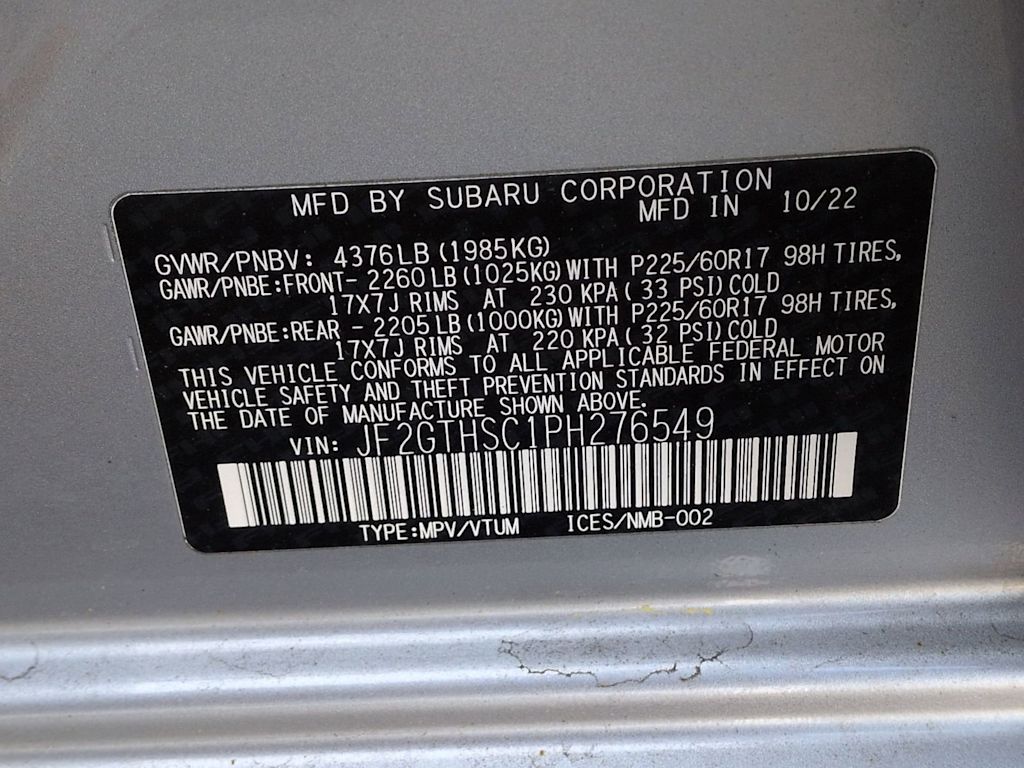 MFD BY SUBARU CORPORATION
MFD IN 10/22
GVWR/PNBV: 4376LB (1985KG)
GAWR/PNBE:FRONT- 2260LB (1025KG) WITH P225/60R17 98H TIRES,
17X7J RIMS AT 230 KPA ( 33 PSI) COLD
GAWR/PNBE:REAR - 2205LB (1000KG) WITH P225/60R17 98H TIRES,
17X7J RIMS AT 220 KPA ( 32 PSI) COLD
THIS VEHICLE CONFORMS TO ALL APPLICABLE FEDERAL MOTOR
VEHICLE SAFETY AND THEFT PREVENTION STANDARDS IN EFFECT ON
THE DATE OF MANUFACTURE SHOWN ABOVE.
VIN: JF2GTHSC1PH276549
TYPE:MPV/VTUM ICES/NMB-002